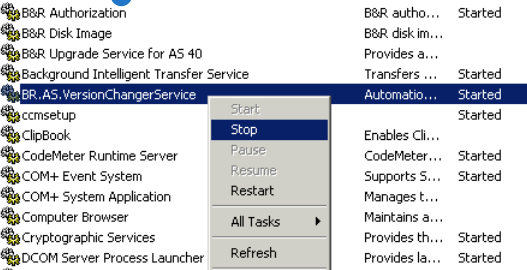 B&R Authorization B&R autho... Started
B&R Disk Image B&R disk im...
B&R Upgrade Service for AS 40 Provides a...
Background Intelligent Transfer Service Transfers ... Started
BR.AS.VersionChangerService Automatio... Started
ccmsetup Started
ClipBook Enables Cli...
CodeMeter Runtime Server CodeMeter... Started
COM+ Event System Supports S... Started
COM+ System Application Manages t...
Computer Browser Maintains a...
Cryptographic Services Provides th... Started
DCOM Server Process Launcher Provides la... Started
Start
Stop
Pause
Resume
Restart
All Tasks
Refresh